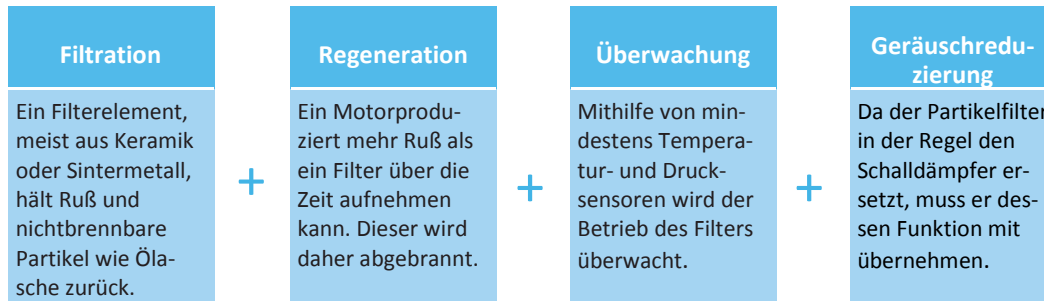 Filtration
Ein Filterelement,
meist aus Keramik
oder Sintermetall,
hält Ruß und
nichtbrennbare
Partikel wie Öla-
sche zurück.
+
Regeneration
Ein Motorprodu-
ziert mehr Ruß als
ein Filter über die
Zeit aufnehmen
kann. Dieser wird
daher abgebrannt.
+
Überwachung
Mithilfe von min-
destens Tempera-
tur- und Druck-
sensoren wird der
Betrieb des Filters
überwacht.
+
Geräuschredu-
zierung
Da der Partikelfilter
in der Regel den
Schalldämpfer er-
setzt, muss er des-
sen Funktion mit
übernehmen.